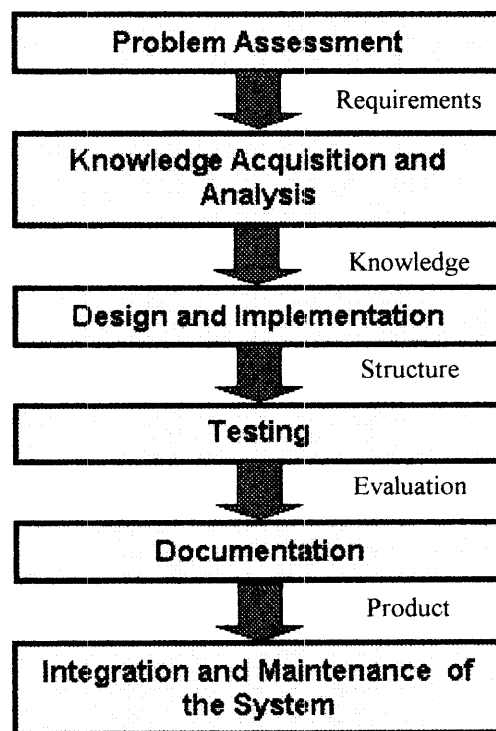 Problem Assessment
Requirements
Knowledge Acquisition and
Analysis
Knowledge
Design and Implementation
Structure
Testing
Evaluation
Documentation
Product
Integration and Maintenance of
the System